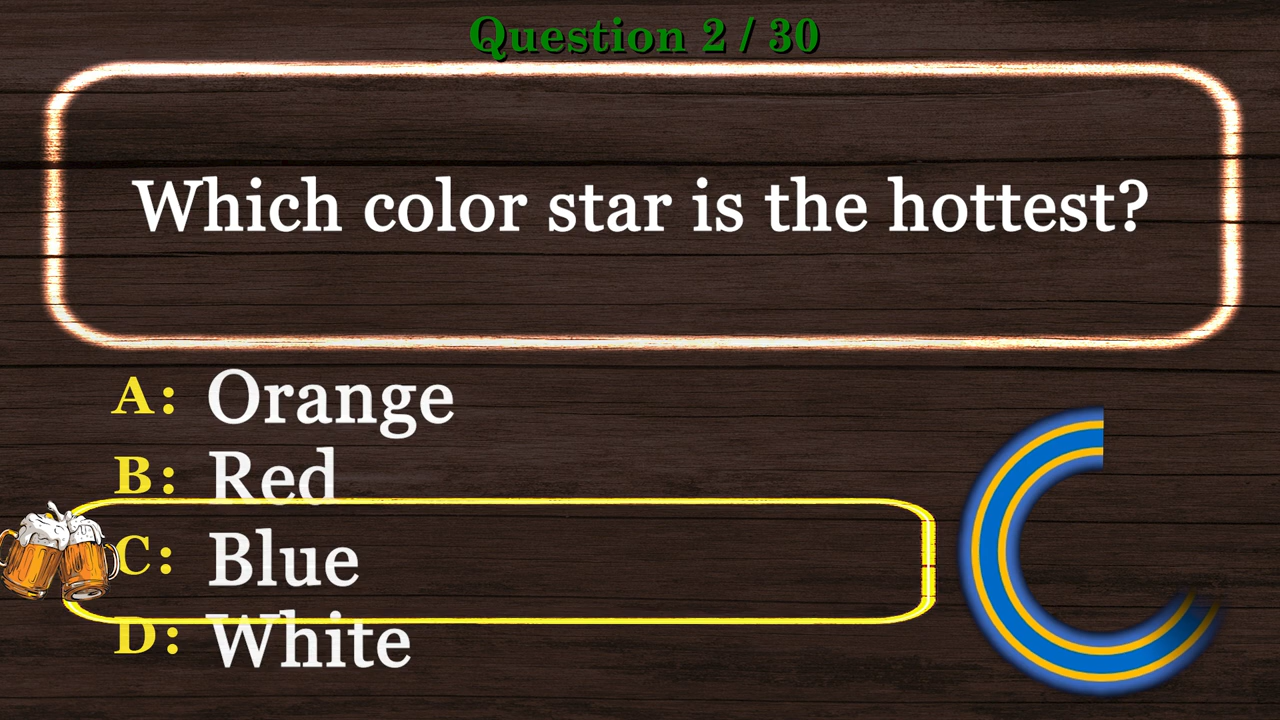 Question 2 / 30
Which color star is the hottest?
A: Orange
B: Red
C: Blue
D: White